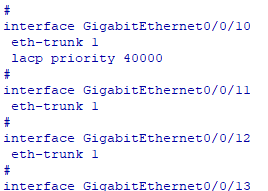 #
interface GigabitEthernet0/0/10
 eth-trunk 1
 lacp priority 40000
#
interface GigabitEthernet0/0/11
 eth-trunk 1
#
interface GigabitEthernet0/0/12
 eth-trunk 1
#
interface GigabitEthernet0/0/13